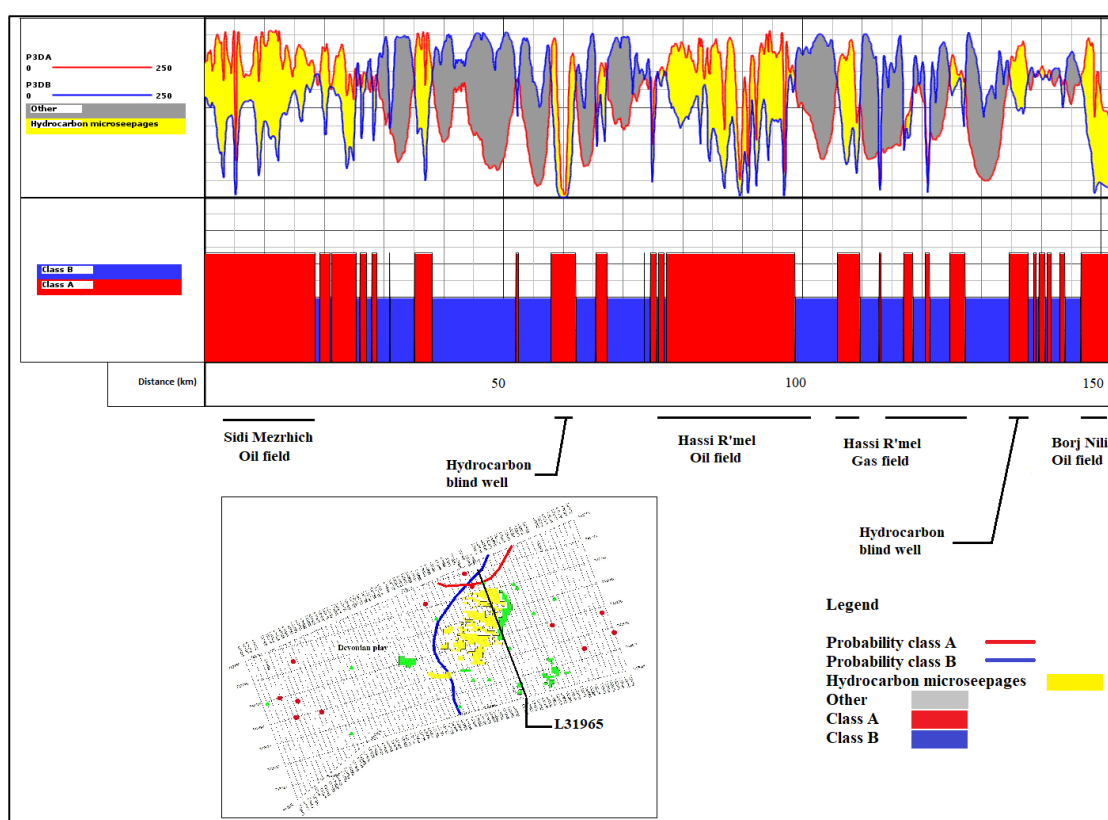 P3DA
0 250
P3DB
0 250
Other
Hydrocarbon microseepages
Class B
Class A
Distance (km)
50
100
150
Sidi Mezrhich
Oil field
Hydrocarbon
blind well
Hassi R'mel
Oil field
Hassi R'mel
Gas field
Borj Nili
Oil field
Hydrocarbon
blind well
Devonian play
L31965
Legend
Probability class A
Probability class B
Hydrocarbon microseepages
Other
Class A
Class B